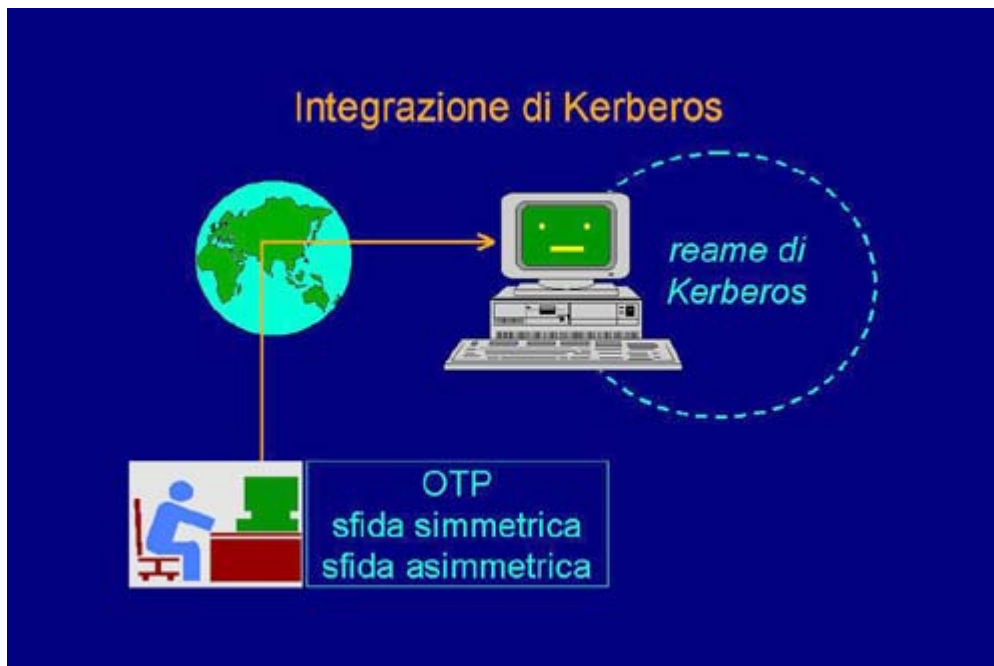 Integrazione di Kerberos
reame di
Kerberos
OTP
sfida simmetrica
sfida asimmetrica